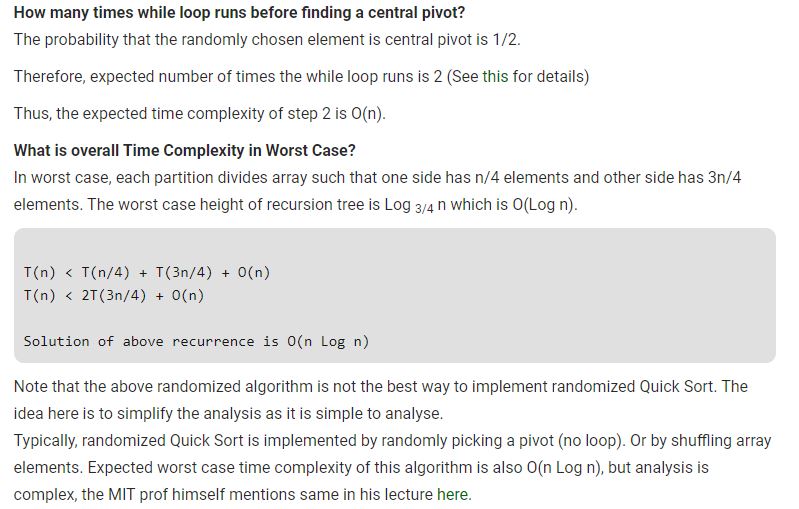 How many times while loop runs before finding a central pivot?
The probability that the randomly chosen element is central pivot is 1/2.
Therefore, expected number of times the while loop runs is 2 (See this for details)
Thus, the expected time complexity of step 2 is O(n).
What is overall Time Complexity in Worst Case?
In worst case, each partition divides array such that one side has n/4 elements and other side has 3n/4
elements. The worst case height of recursion tree is Log 3/4 n which is O(Log n).
T(n) < T(n/4) + T(3n/4) + O(n)
T(n) < 2T(3n/4) + O(n)
Solution of above recurrence is O(n Log n)
Note that the above randomized algorithm is not the best way to implement randomized Quick Sort. The
idea here is to simplify the analysis as it is simple to analyse.
Typically, randomized Quick Sort is implemented by randomly picking a pivot (no loop). Or by shuffling array
elements. Expected worst case time complexity of this algorithm is also O(n Log n), but analysis is
complex, the MIT prof himself mentions same in his lecture here.